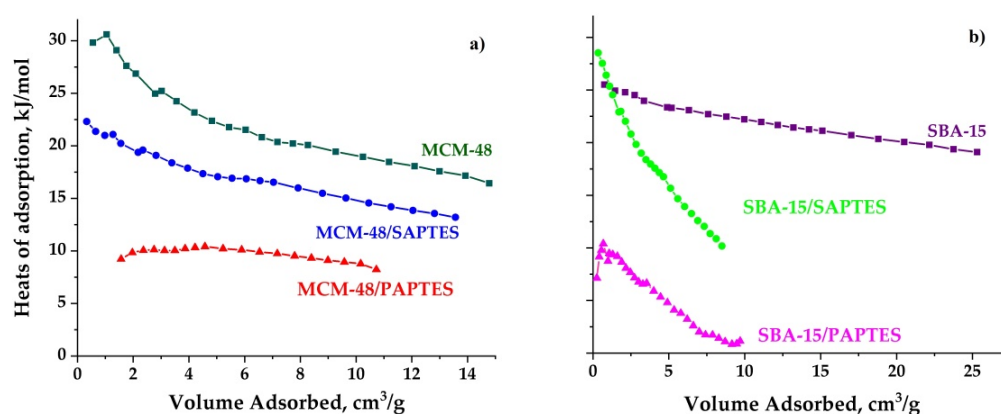 a)
b)
Heats of adsorption, kJ/mol
30
25
20
15
10
5
0
MCM-48
MCM-48/SAPTES
MCM-48/PAPTES
SBA-15
SBA-15/SAPTES
SBA-15/PAPTES
0 2 4 6 8 10 12 14
0 5 10 15 20 25
Volume Adsorbed, cm³/g
Volume Adsorbed, cm³/g